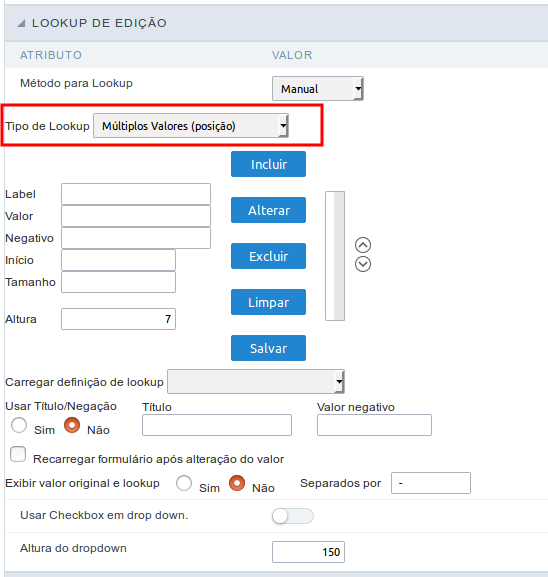 LOOKUP DE EDIÇÃO
ATRIBUTO VALOR
Método para Lookup Manual
Tipo de Lookup Múltiplos Valores (posição)
Incluir
Label
Valor Alterar
Negativo
Início Excluir
Tamanho
Limpar
Altura 7
Salvar
Carregar definição de lookup
Usar Título/Negação Título Valor negativo
Sim Não
Recarregar formulário após alteração do valor
Exibir valor original e lookup Sim Não Separados por -
Usar Checkbox em drop down.
Altura do dropdown 150